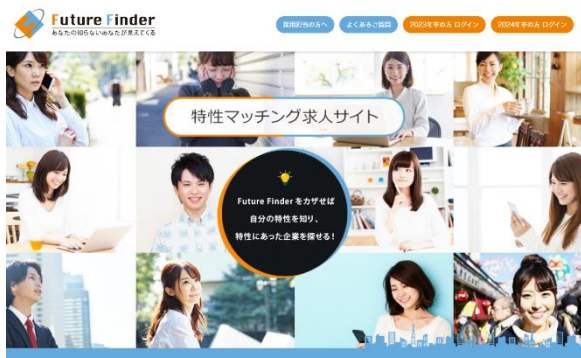 Future Finder
あなたの知らないあなたが見えてくる
採用担当の方へ
よくあるご質問
2023年卒の方 ログイン
2024年卒の方 ログイン
特性マッチング求人サイト
Future Finder をカザせば
自分の特性を知り、
特性にあった企業を探せる！